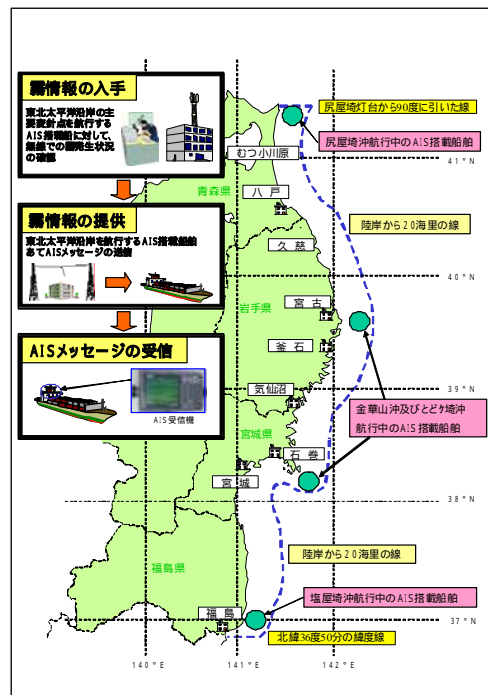 霧情報の入手
東北太平洋沿岸の主
要変針点を航行する
AIS搭載船に対して、
無線での霧発生状況
の確認
霧情報の提供
東北太平洋沿岸を航行するAIS搭載船舶
あてAISメッセージの送信
AISメッセージの受信
AIS受信機
尻屋埼灯台から90度に引いた線
尻屋埼沖航行中のAIS搭載船舶
むつ小川原
41°N
青森県
八戸
陸岸から20海里の線
久慈
40°N
岩手県
宮古
釜石
39°N
気仙沼
金華山沖及びとどケ埼沖
航行中のAIS搭載船舶
宮城県
石巻
宮城
38°N
陸岸から20海里の線
福島県
塩屋埼沖航行中のAIS搭載船舶
福島
37°N
北緯36度50分の緯度線
140°E
141°E
142°E